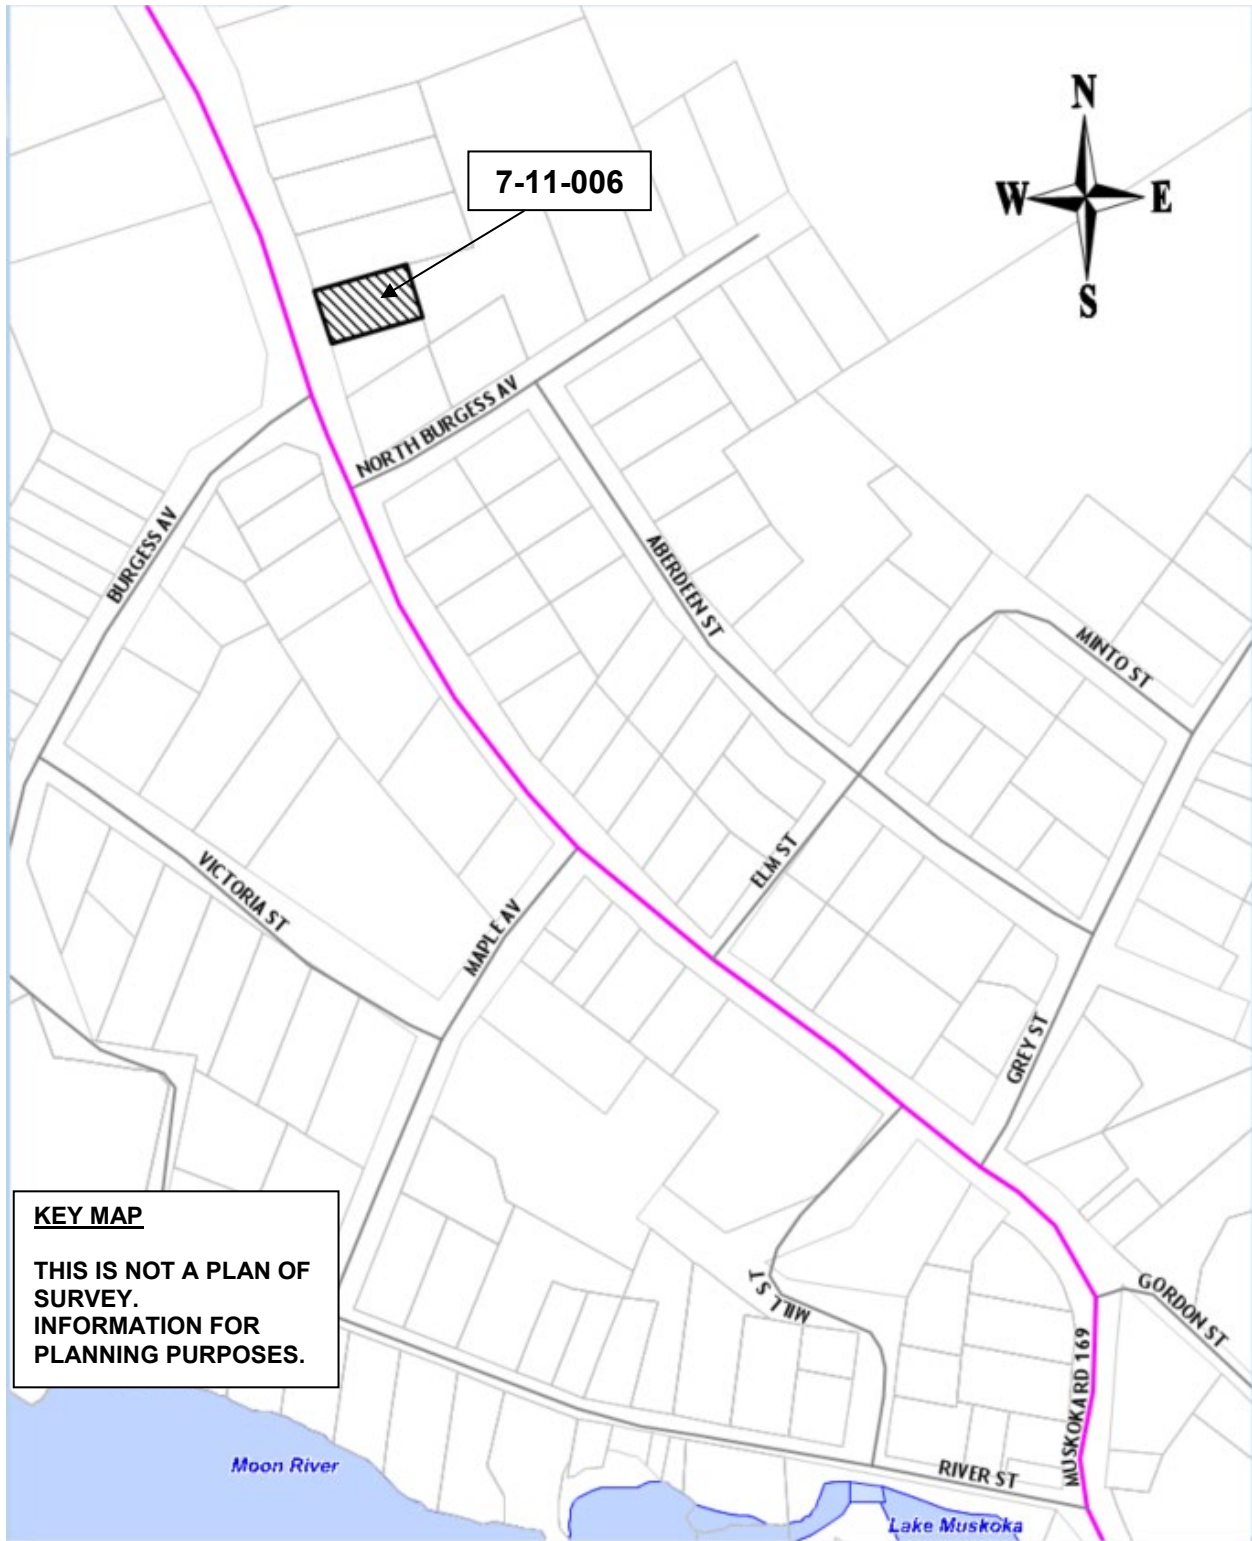 N
7-11-006
W E
S
NORTH BURGESS AV
BURGESS AV
ABERDEEN ST
MINTO ST
ELM ST
VICTORIA ST
MAPLE AV
GREY ST
KEY MAP
THIS IS NOT A PLAN OF
SURVEY.
INFORMATION FOR
PLANNING PURPOSES.
MILL ST
GORDON ST
MUSKOKA RD 169
Moon River
RIVER ST
Lake Muskoka